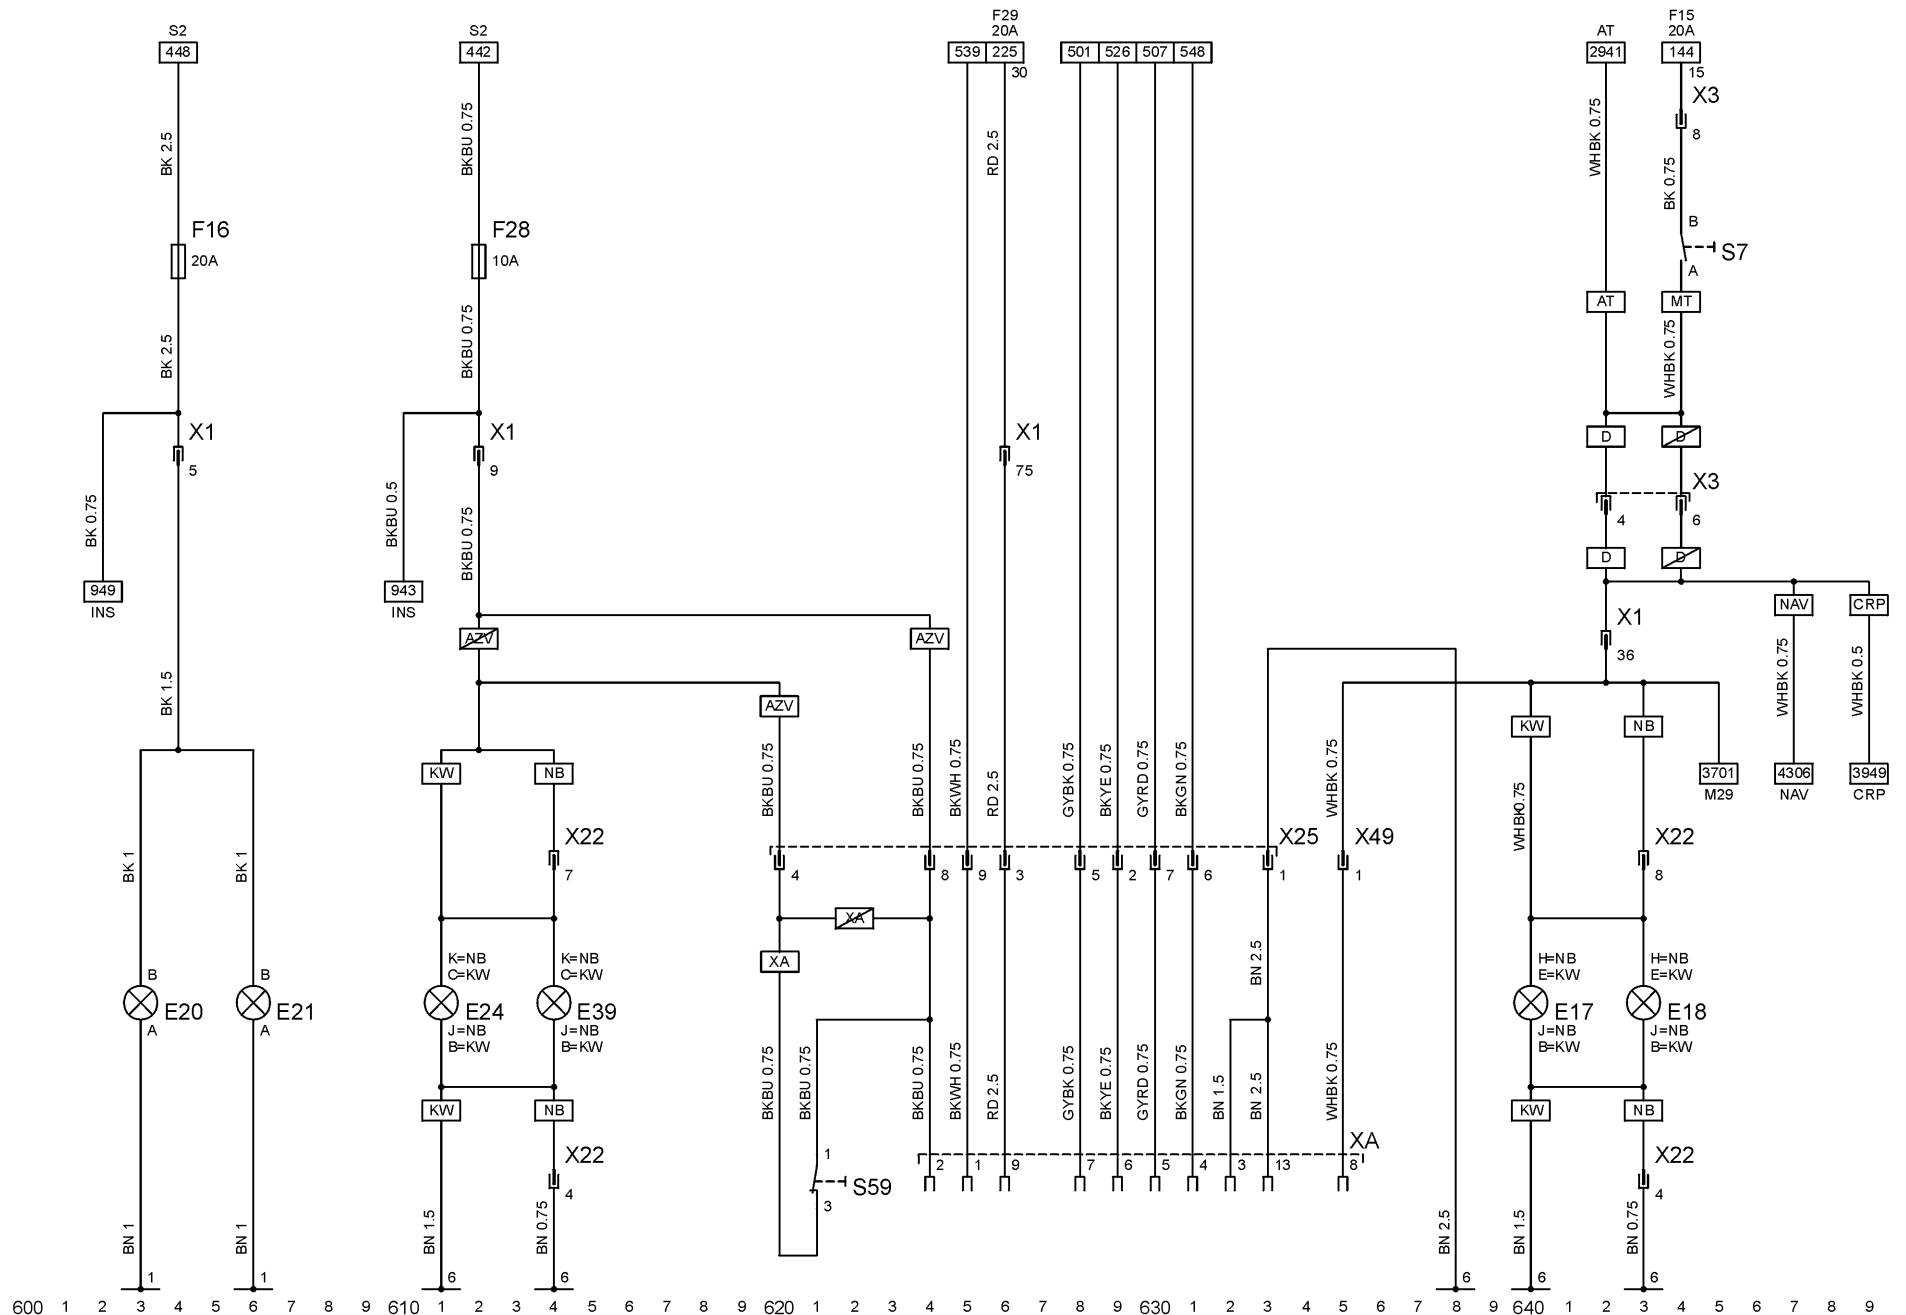 S2
S2
F29
20A
AT
F15
20A
448
442
539
225
501
526
507
548
2941
144
30
15
X3
8
BK 2.5
BKBU 0.75
RD 2.5
WHBK 0.75
BK 0.75
F16
20A
F28
10A
B
S7
A
AT
MT
BK 2.5
BKBU 0.75
WHBK 0.75
X1
5
X1
9
X1
75
D
D
X3
4
6
D
D
BK 0.75
BKBU 0.5
BKBU 0.75
949
INS
943
INS
NAV
CRP
X1
36
AZV
AZV
BK 1.5
AZV
WHBK 0.75
WHBK 0.5
KW
NB
KW
NB
3701
M29
4306
NAV
3949
CRP
BKBU 0.75
BKBU 0.75
BKWH 0.75
RD 2.5
GYBK 0.75
BKYE 0.75
GYRD 0.75
BKGN 0.75
WHBK 0.75
WHBK0.75
BK 1
BK 1
X22
7
X25
X49
X22
8
4
8
9
3
5
2
7
6
1
1
XA
XA
BN 2.5
B
B
K=NB
C=KW
K=NB
C=KW
H=NB
E=KW
H=NB
E=KW
E20
E21
E24
E39
E17
E18
A
A
J=NB
B=KW
J=NB
B=KW
J=NB
B=KW
J=NB
B=KW
BKBU 0.75
BKBU 0.75
BKBU 0.75
BKWH 0.75
RD 2.5
GYBK 0.75
BKYE 0.75
GYRD 0.75
BKGN 0.75
BN 1.5
BN 2.5
WHBK 0.75
KW
NB
KW
NB
XA
1
2
1
9
7
6
5
4
3
13
8
X22
4
X22
4
S59
3
BN 1
BN 1
BN 1.5
BN 0.75
BN 2.5
BN 1.5
BN 0.75
1
1
6
6
6
6
6
600 1 2 3 4 5 6 7 8 9 610 1 2 3 4 5 6 7 8 9 620 1 2 3 4 5 6 7 8 9 630 1 2 3 4 5 6 7 8 9 640 1 2 3 4 5 6 7 8 9